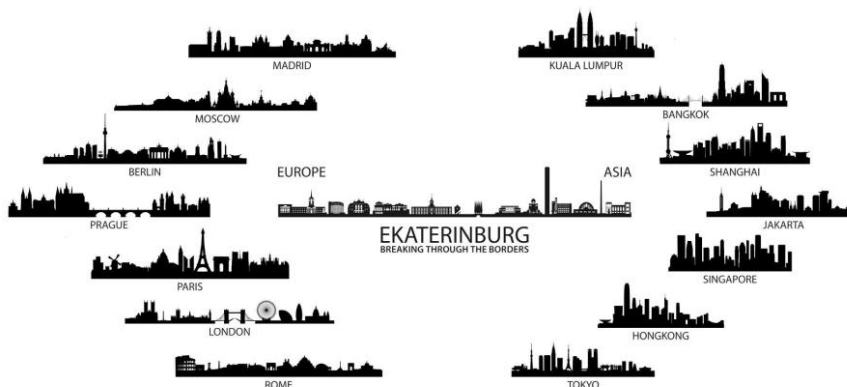 MADRID
KUALA LUMPUR
MOSCOW
BANGKOK
BERLIN
SHANGHAI
EUROPE
ASIA
PRAGUE
JAKARTA
EKATERINBURG
BREAKING THROUGH THE BORDERS
PARIS
SINGAPORE
LONDON
HONGKONG
ROME
TOKYO